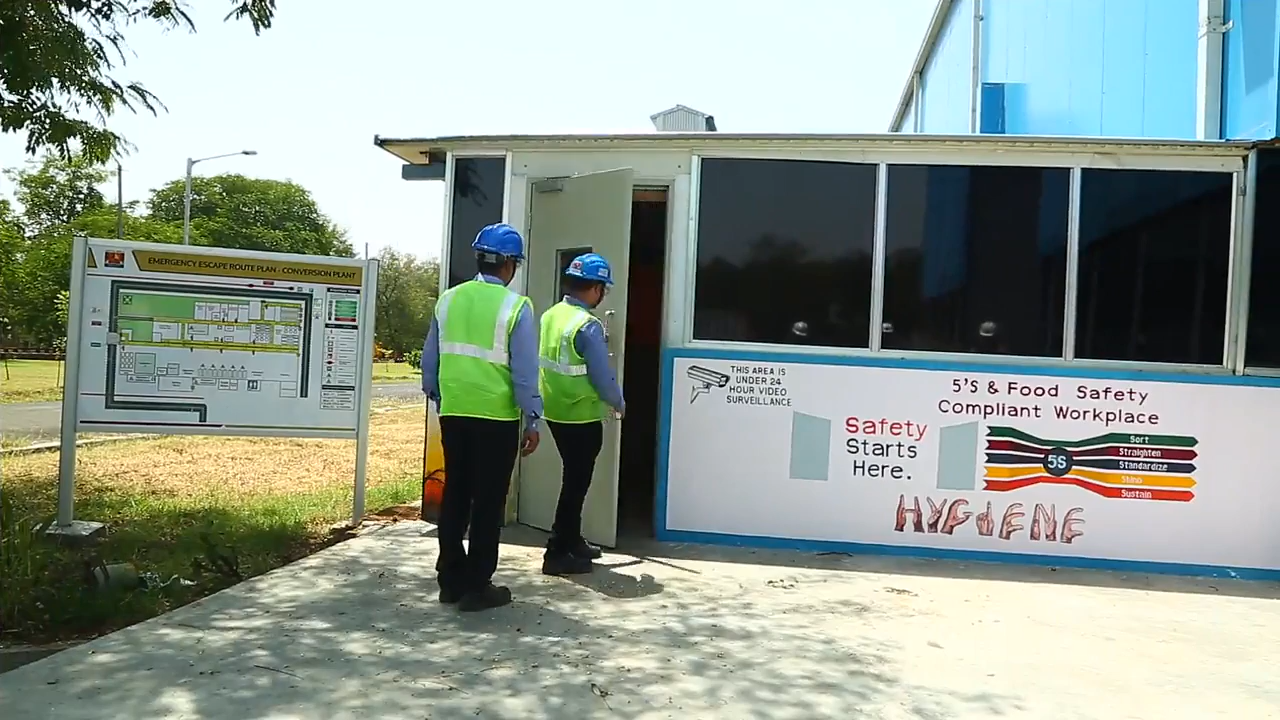 EMERGENCY ESCAPE ROUTE PLAN - CONVERSION PLANT
THIS AREA IS
UNDER 24
HOUR VIDEO
SURVEILLANCE
Safety
Starts
Here.
5'S & Food Safety
Compliant Workplace
5S
Sort
Straighten
Standardize
Shine
Sustain
HYGIENE